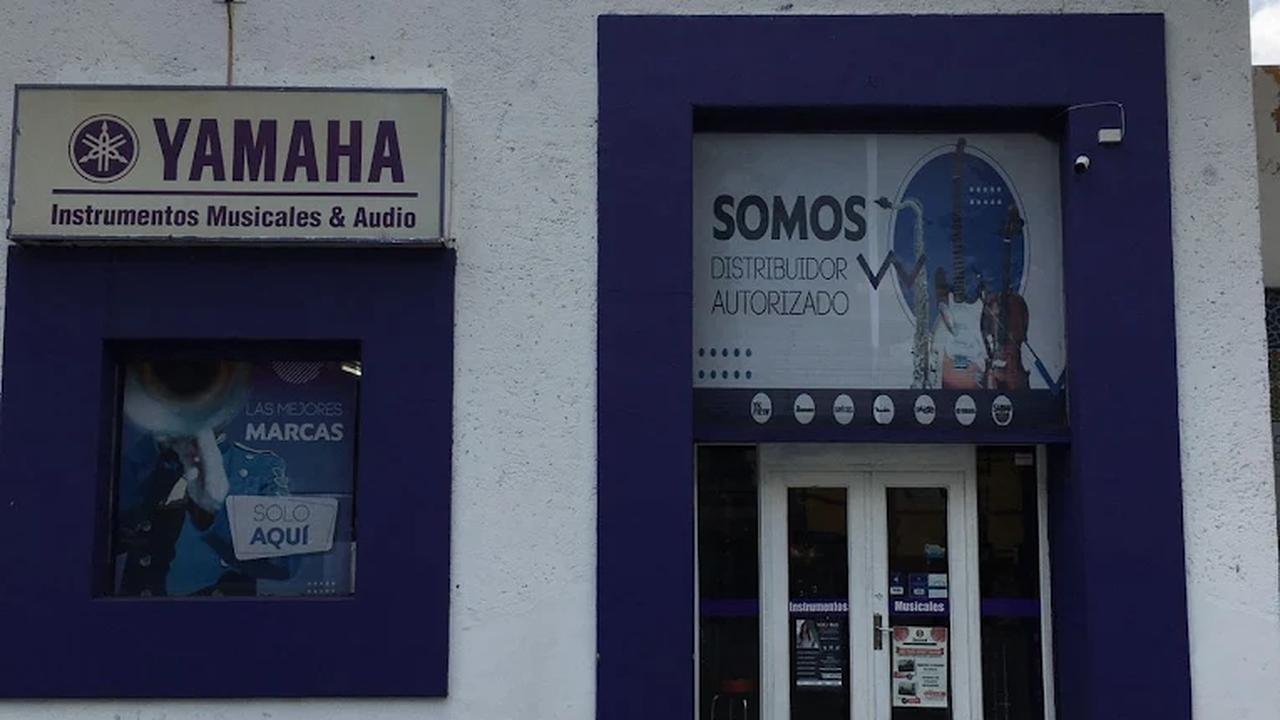 YAMAHA
Instrumentos Musicales & Audio
LAS MEJORES
MARCAS
SOLO
AQUÍ
SOMOS
DISTRIBUIDOR
AUTORIZADO
Instrumentos Musicales